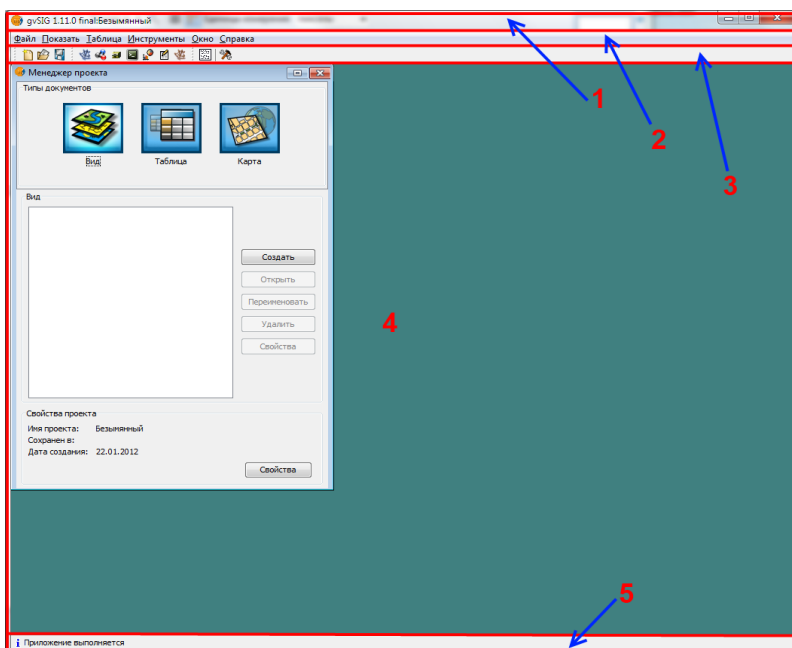 gvSIG 1.11.0 final:Безымянный
Файл Показать Таблица Инструменты Окно Справка
Менеджер проекта
Типы документов
Вид Таблица Карта
Вид
Создать
Открыть
Переименовать
Удалить
Свойства
Свойства проекта
Имя проекта: Безымянный
Сохранен в:
Дата создания: 22.01.2012
Свойства
1
2
3
4
5
Приложение выполняется